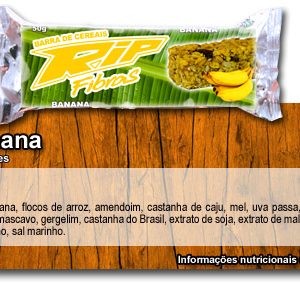 50g
BARRA DE CEREAIS
RIP
Fibras
BANANA
BANANA
ana
es
ana, flocos de arroz, amendoim, castanha de caju, mel, uva passa,
mascavo, gergelim, castanha do Brasil, extrato de soja, extrato de mal
o, sal marinho.
Informações nutricionais